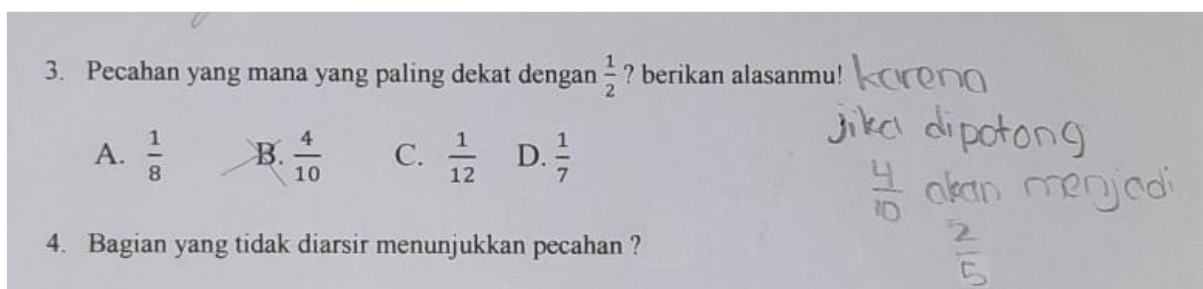 3. Pecahan yang mana yang paling dekat dengan 1/2 ? berikan alasanmu! karena
jika dipotong
A. 1/8 B. 4/10 C. 1/12 D. 1/7
4/10 akan menjadi
2/5
4. Bagian yang tidak diarsir menunjukkan pecahan ?